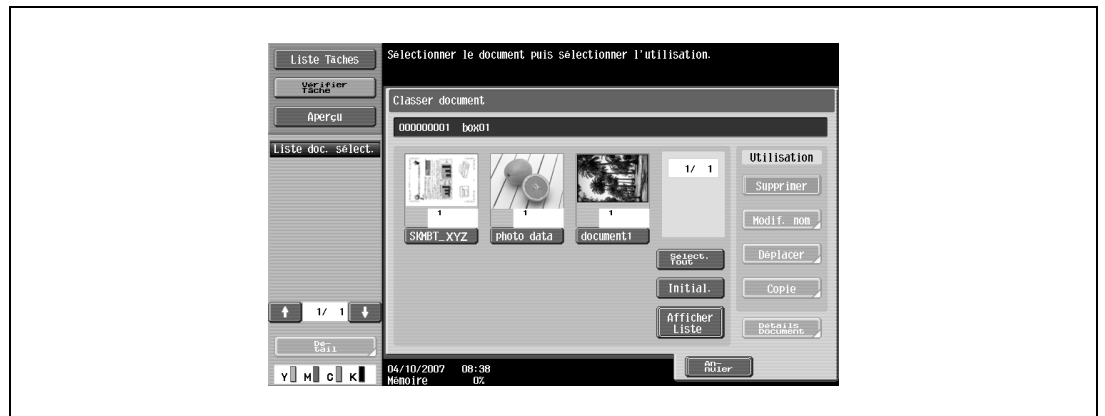 Liste Tâches
Vérifier
Tâche
Aperçu
Liste doc. sélect.
1/ 1
Dé-
tail
Y M C K
Sélectionner le document puis sélectionner l'utilisation.
Classer document
000000001 box01
1
SKMBT_XYZ
1
photo data
1
document1
1/ 1
Sélect.
Tout
Initial.
Afficher
Liste
Utilisation
Supprimer
Modif. nom
Déplacer
Copie
Détails
Document
04/10/2007 08:38
Mémoire 0%
An-
nuler